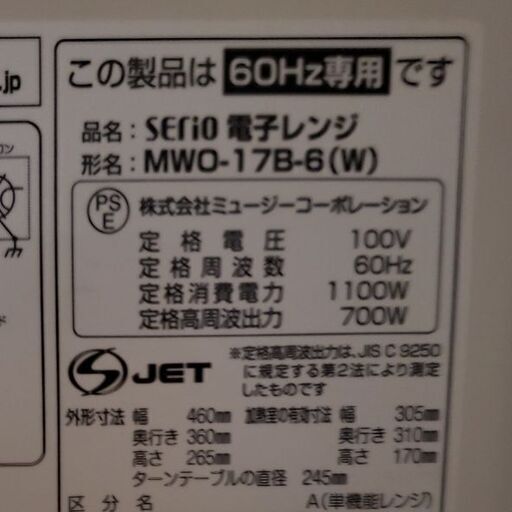 .jp
この製品は 60Hz専用 です
品名：SERIO 電子レンジ
形名：MWO-17B-6(W)
PS
E
株式会社ミュージーコーポレーション
定格電圧 100V
定格周波数 60Hz
定格消費電力 1100W
定格高周波出力 700W
JET
※定格高周波出力は、JIS C 9250
に規定する第2法により測定
したものです
外形寸法 幅 460mm 加熱室の有効寸法 幅 305mm
奥行き 360mm 奥行き 310mm
高さ 265mm 高さ 170mm
ターンテーブルの直径 245mm
区分名 A(単機能レンジ)